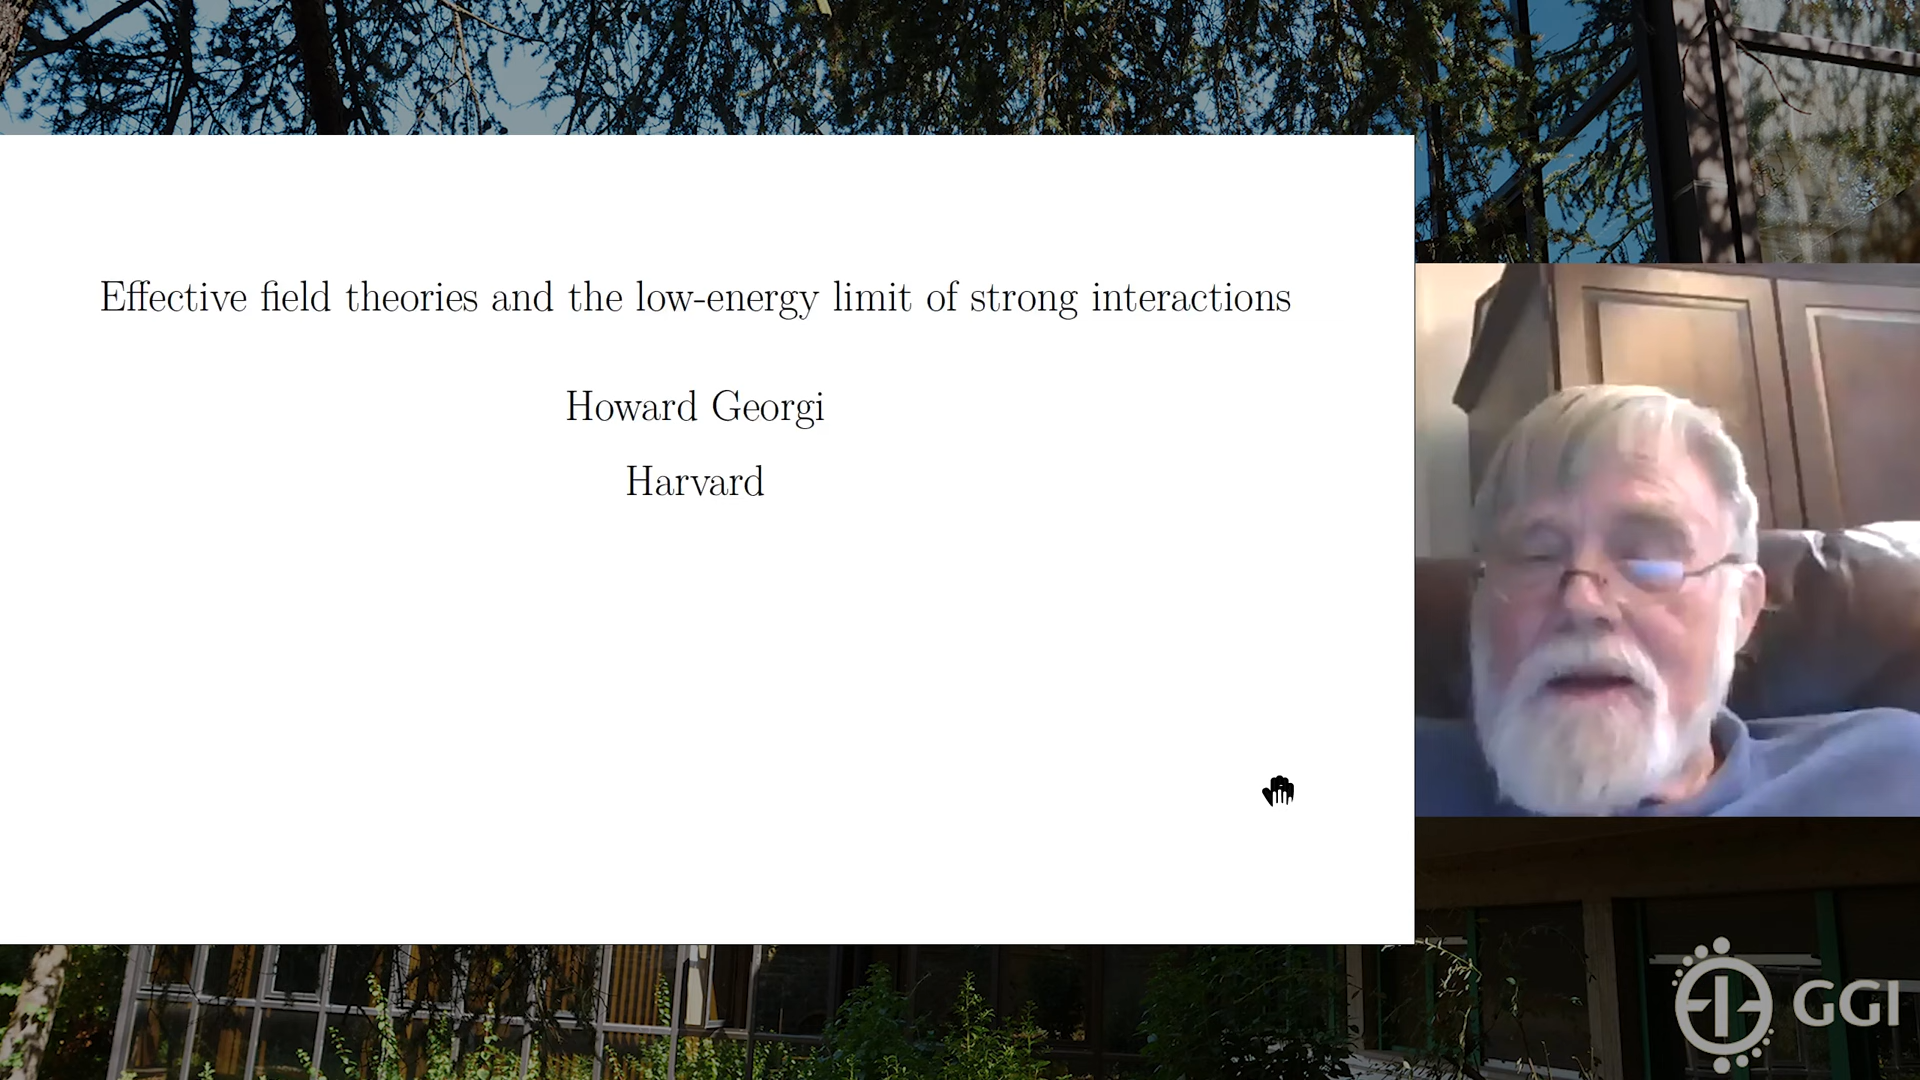 Effective field theories and the low-energy limit of strong interactions
Howard Georgi
Harvard
GGI